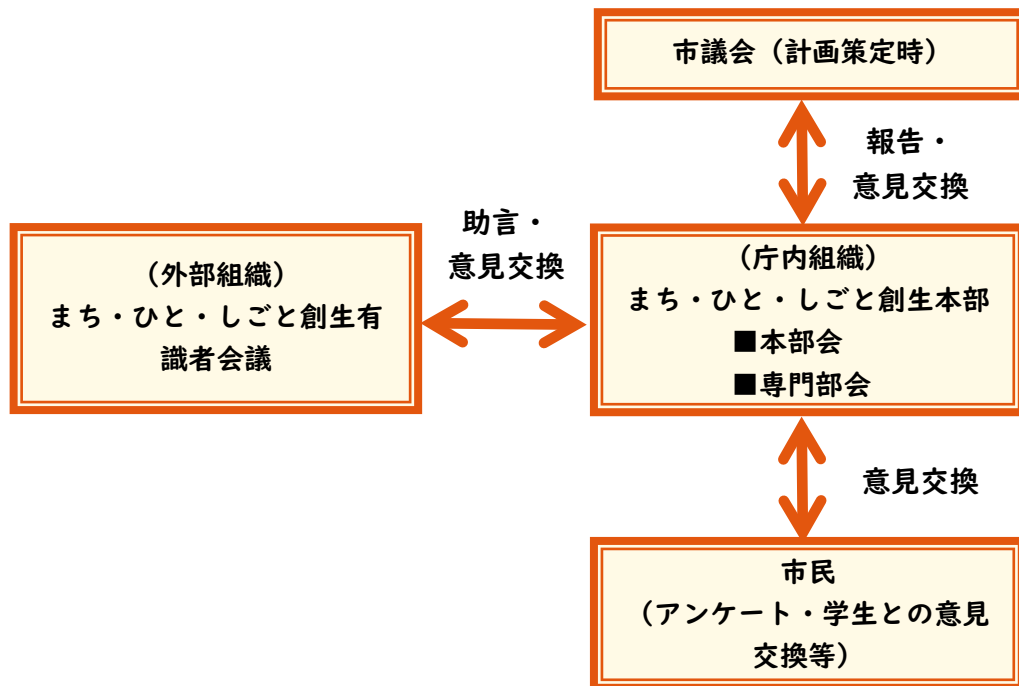 市議会（計画策定時）
報告・
意見交換
助言・
意見交換
（外部組織）
まち・ひと・しごと創生有
識者会議
（庁内組織）
まち・ひと・しごと創生本部
■本部会
■専門部会
意見交換
市民
（アンケート・学生との意見
交換等）